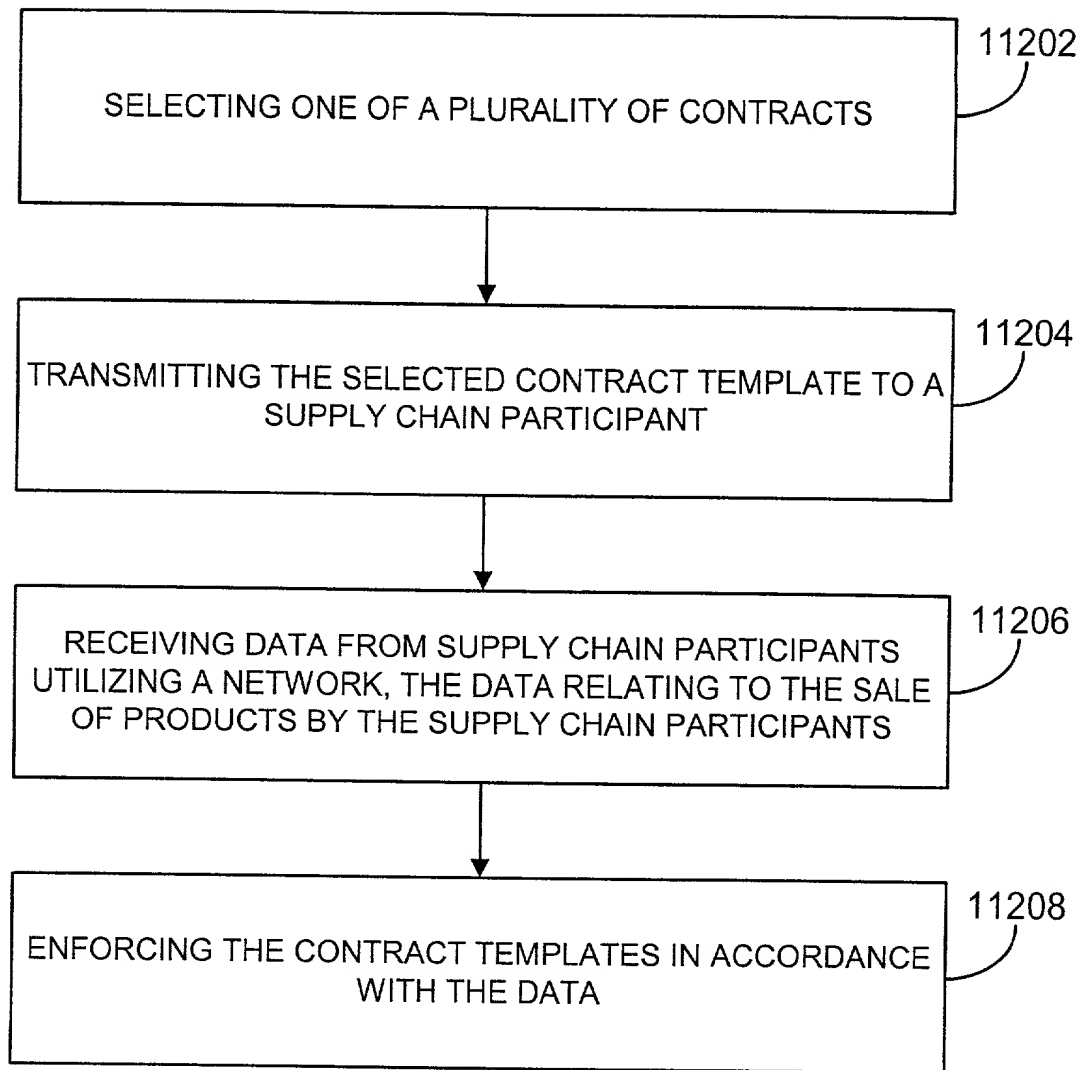 11202
SELECTING ONE OF A PLURALITY OF CONTRACTS
11204
TRANSMITTING THE SELECTED CONTRACT TEMPLATE TO A
SUPPLY CHAIN PARTICIPANT
11206
RECEIVING DATA FROM SUPPLY CHAIN PARTICIPANTS
UTILIZING A NETWORK, THE DATA RELATING TO THE SALE
OF PRODUCTS BY THE SUPPLY CHAIN PARTICIPANTS
11208
ENFORCING THE CONTRACT TEMPLATES IN ACCORDANCE
WITH THE DATA